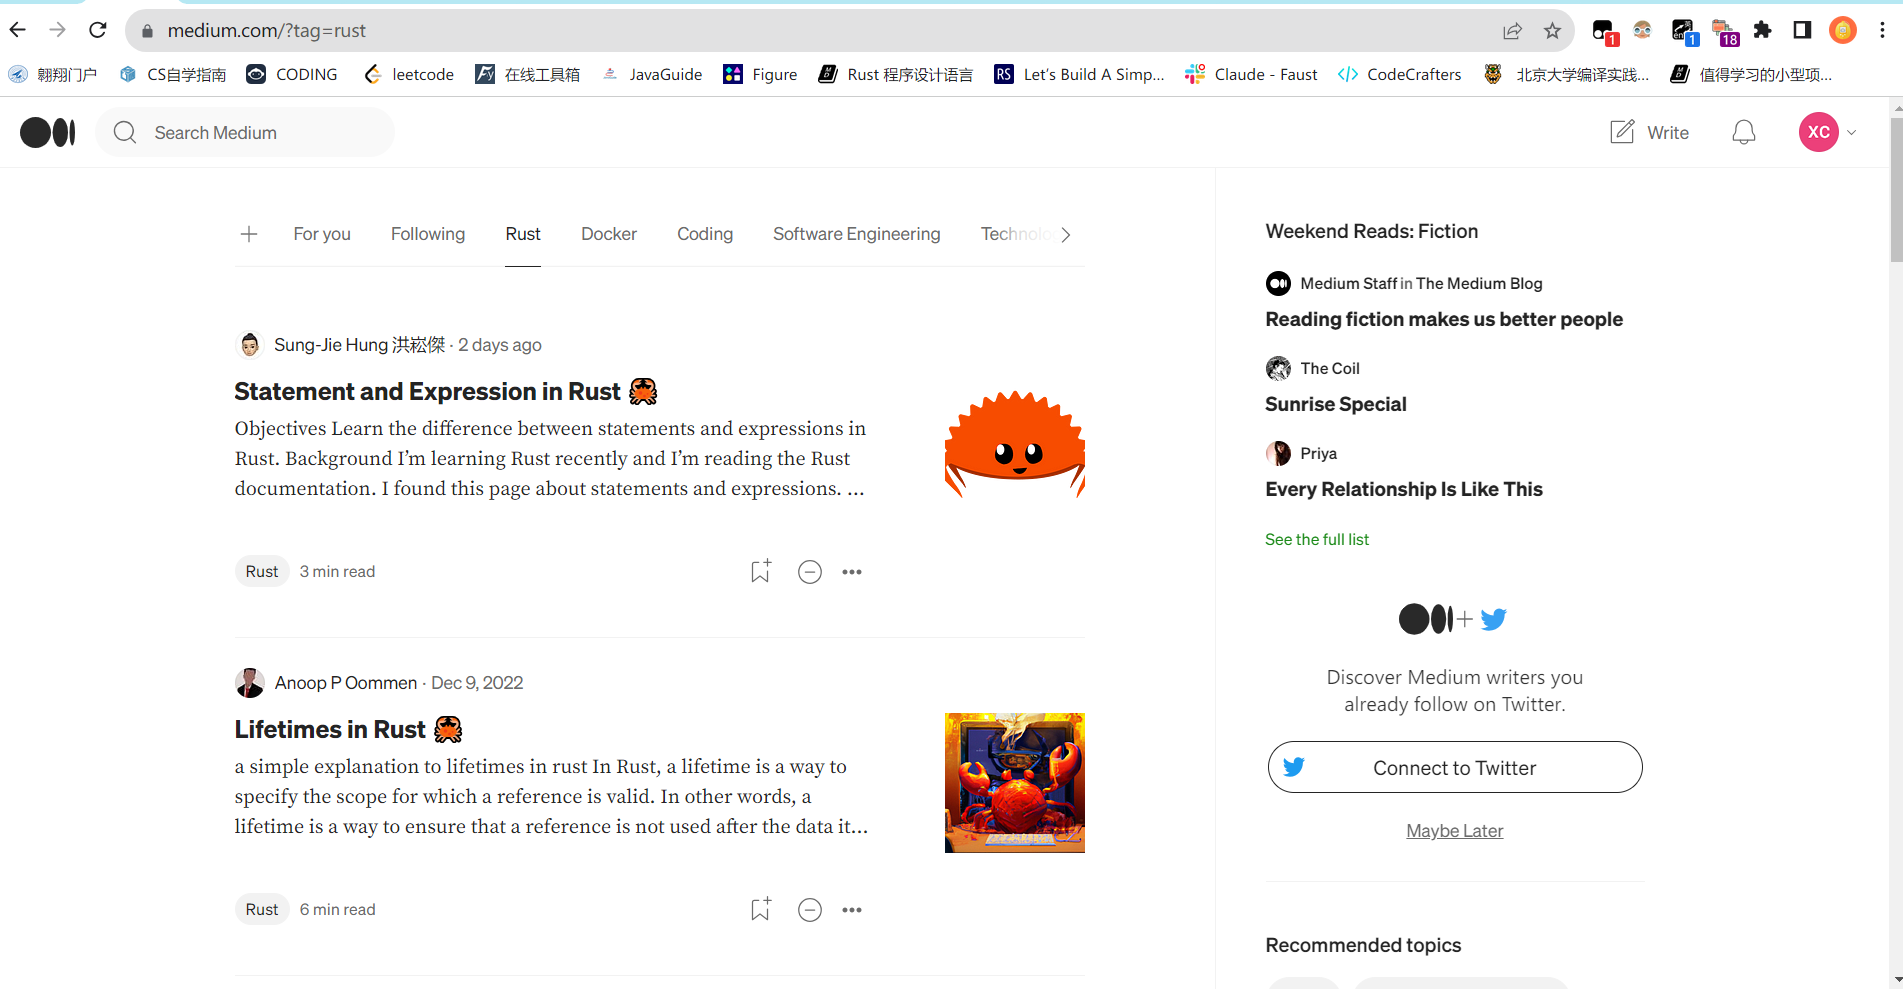 medium.com/?tag=rust
1
1
18
翱翔门户
CS自学指南
CODING
leetcode
在线工具箱
JavaGuide
Figure
Rust 程序设计语言
RS
Let's Build A Simp...
Claude - Faust
CodeCrafters
北京大学编译实践...
值得学习的小型项...
Search Medium
Write
XC
For you
Following
Rust
Docker
Coding
Software Engineering
Technolo
Sung-Jie Hung 洪崧傑 · 2 days ago
Statement and Expression in Rust 🦀
Objectives Learn the difference between statements and expressions in
Rust. Background I’m learning Rust recently and I’m reading the Rust
documentation. I found this page about statements and expressions. …
Rust
3 min read
Anoop P Oommen · Dec 9, 2022
Lifetimes in Rust 🦀
a simple explanation to lifetimes in rust In Rust, a lifetime is a way to
specify the scope for which a reference is valid. In other words, a
lifetime is a way to ensure that a reference is not used after the data it…
Rust
6 min read
Weekend Reads: Fiction
Medium Staff in The Medium Blog
Reading fiction makes us better people
The Coil
Sunrise Special
Priya
Every Relationship Is Like This
See the full list
Discover Medium writers you
already follow on Twitter.
Connect to Twitter
Maybe Later
Recommended topics